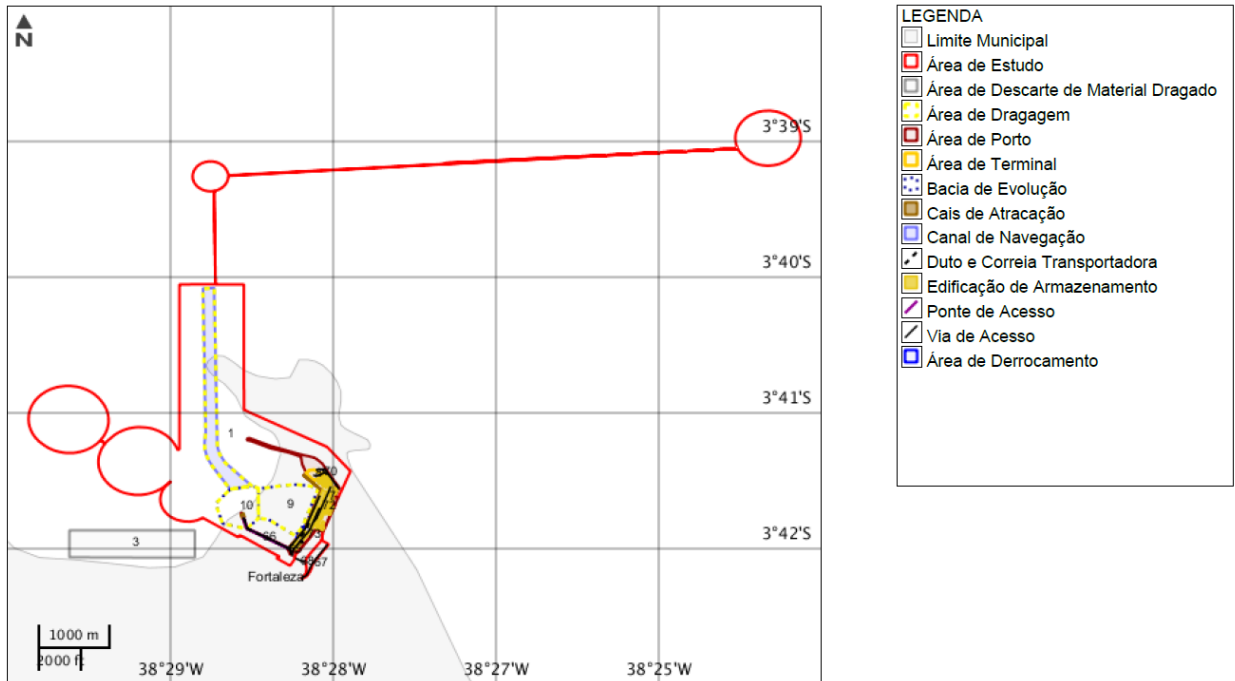 N
3°39'S
3°40'S
3°41'S
1
10
9
3°42'S
3
Fortaleza
1000 m
2000 ft
38°29'W
38°28'W
38°27'W
38°25'W
LEGENDA
Limite Municipal
Área de Estudo
Área de Descarte de Material Dragado
Área de Dragagem
Área de Porto
Área de Terminal
Bacia de Evolução
Cais de Atracação
Canal de Navegação
Duto e Correia Transportadora
Edificação de Armazenamento
Ponte de Acesso
Via de Acesso
Área de Derrocamento